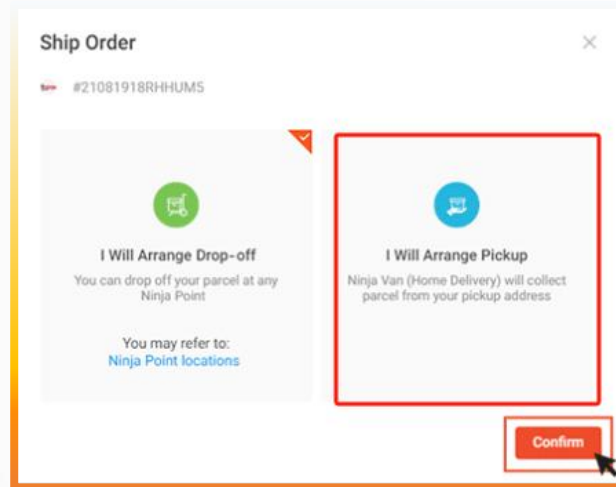 Ship Order
#21081918RHHUM5
I Will Arrange Drop-off
You can drop off your parcel at any
Ninja Point
You may refer to:
Ninja Point locations
I Will Arrange Pickup
Ninja Van (Home Delivery) will collect
parcel from your pickup address
Confirm